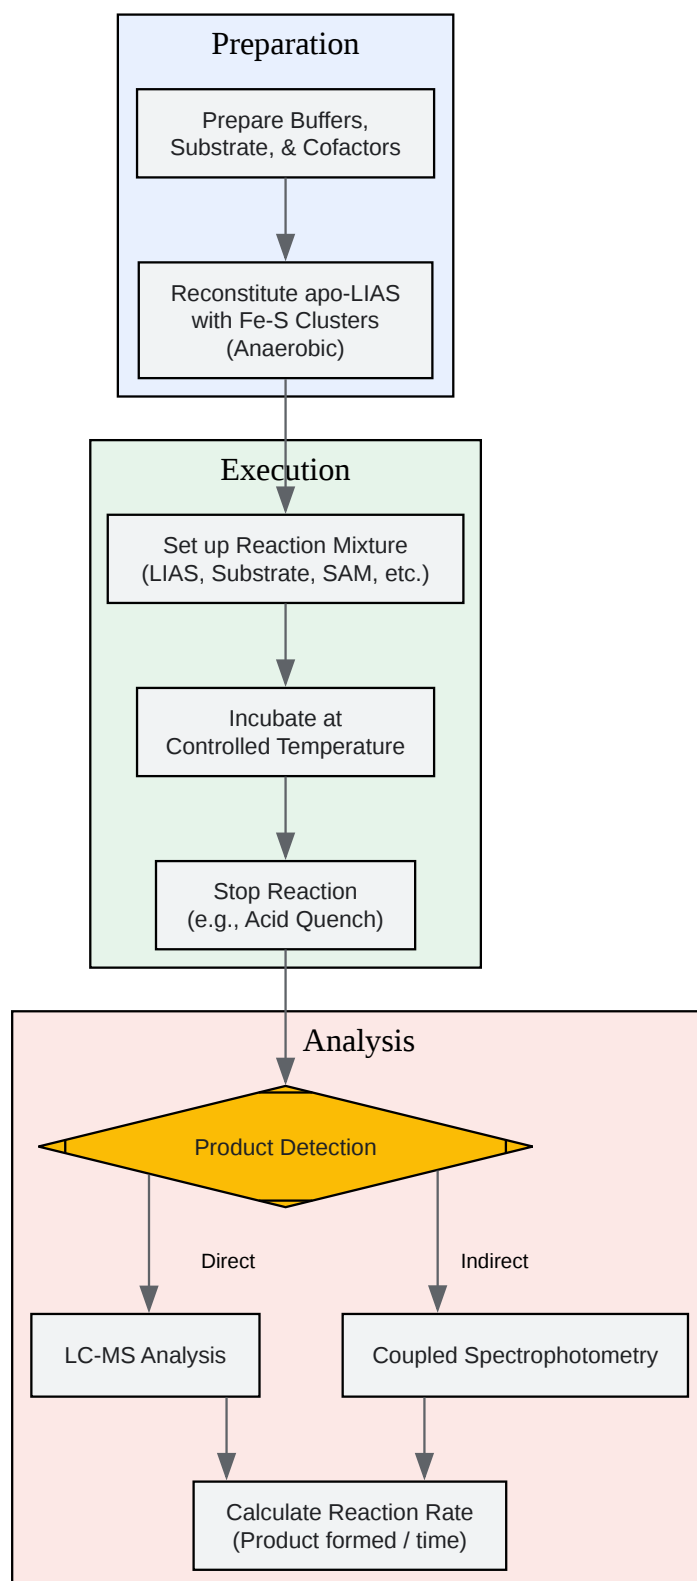 Preparation
Prepare Buffers,
Substrate, & Cofactors
Reconstitute apo-LIAS
with Fe-S Clusters
(Anaerobic)
Execution
Set up Reaction Mixture
(LIAS, Substrate, SAM, etc.)
Incubate at
Controlled Temperature
Stop Reaction
(e.g., Acid Quench)
Analysis
Product Detection
Direct
Indirect
LC-MS Analysis
Coupled Spectrophotometry
Calculate Reaction Rate
(Product formed / time)